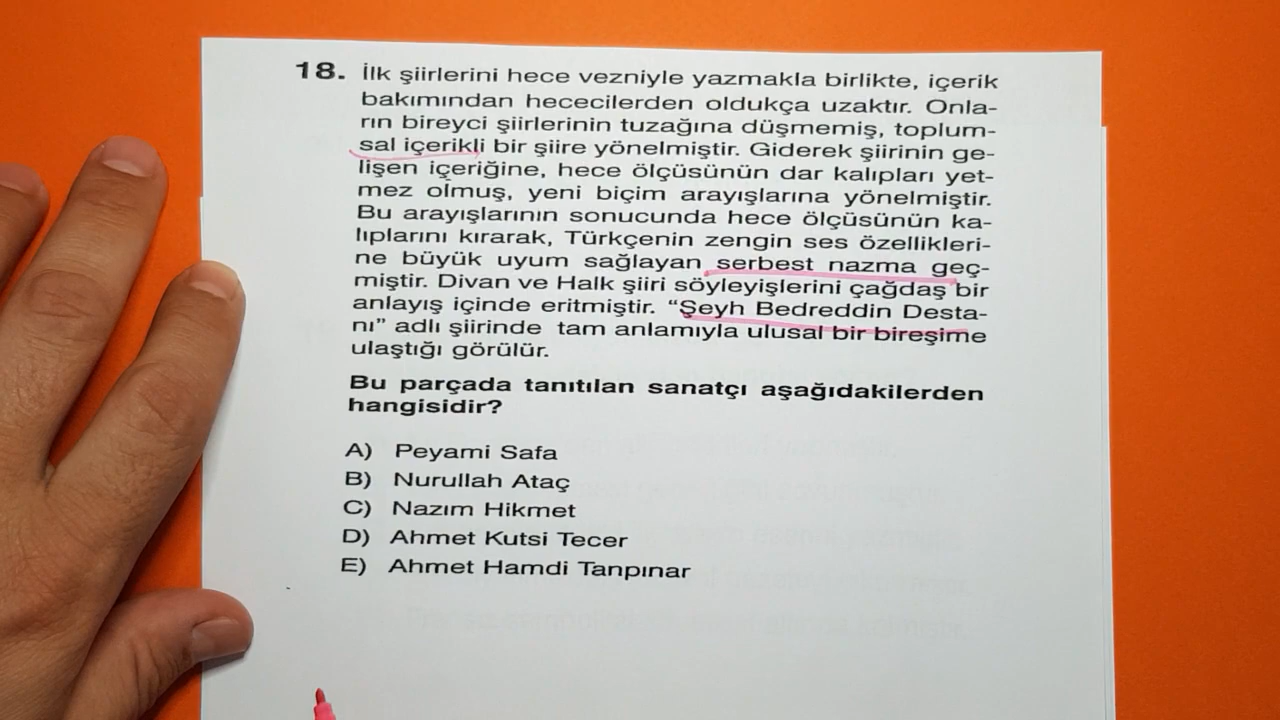 18. İlk şiirlerini hece vezniyle yazmakla birlikte, içerik
bakımından hececilerden oldukça uzaktır. Onla-
rın bireyci şiirlerinin tuzağına düşmemiş, toplum-
sal içerikli bir şiire yönelmiştir. Giderek şiirinin ge-
lişen içeriğine, hece ölçüsünün dar kalıpları yet-
mez olmuş, yeni biçim arayışlarına yönelmiştir.
Bu arayışlarının sonucunda hece ölçüsünün ka-
lıplarını kırarak, Türkçenin zengin ses özellikleri-
ne büyük uyum sağlayan serbest nazma geç-
miştir. Divan ve Halk şiiri söyleyişlerini çağdaş bir
anlayış içinde eritmiştir. “Şeyh Bedreddin Desta-
nı” adlı şiirinde tam anlamıyla ulusal bir bireşime
ulaştığı görülür.
Bu parçada tanıtılan sanatçı aşağıdakilerden
hangisidir?
A) Peyami Safa
B) Nurullah Ataç
C) Nazım Hikmet
D) Ahmet Kutsi Tecer
E) Ahmet Hamdi Tanpınar